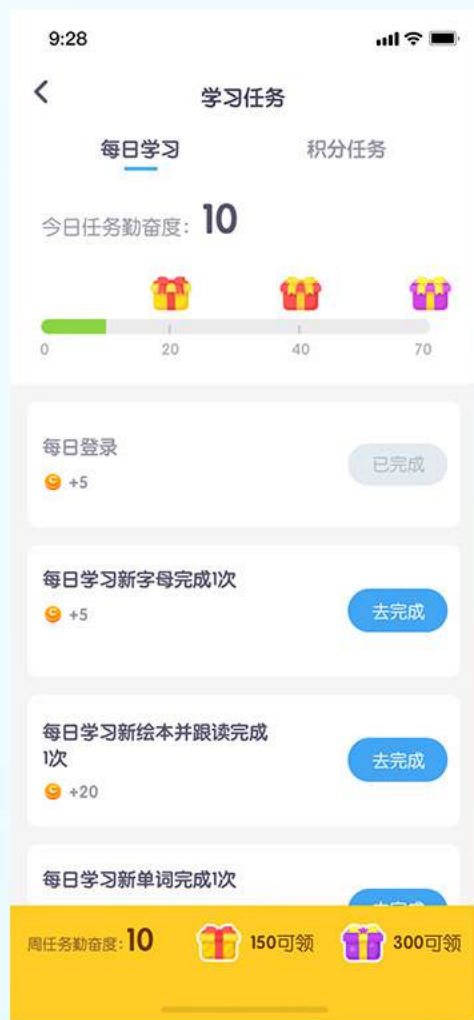 9:28
学习任务
每日学习 积分任务
今日任务勤奋度：10
0 20 40 70
每日登录
+5
已完成
每日学习新字母完成1次
+5
去完成
每日学习新绘本并跟读完成
1次
+20
去完成
每日学习新单词完成1次
周任务勤奋度：10 150可领 300可领